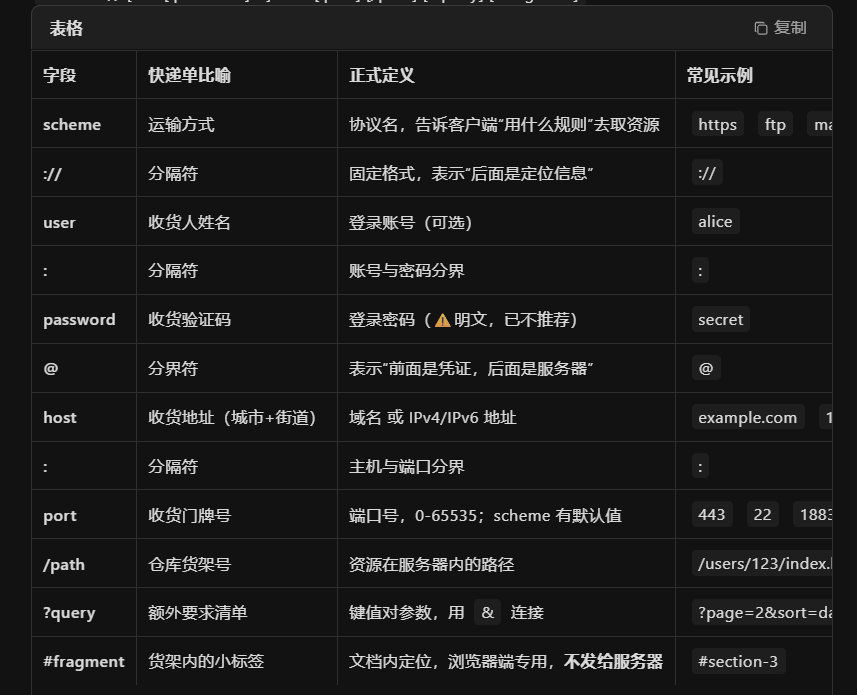 表格 复制
字段 快递单比喻 正式定义 常见示例
scheme 运输方式 协议名，告诉客户端“用什么规则”去取资源 https ftp
:// 分隔符 固定格式，表示“后面是定位信息” ://
user 收货人姓名 登录账号（可选） alice
: 分隔符 账号与密码分界 :
password 收货验证码 登录密码（⚠️明文，已不推荐） secret
@ 分界符 表示“前面是凭证，后面是服务器” @
host 收货地址（城市+街道） 域名 或 IPv4/IPv6 地址 example.com
: 分隔符 主机与端口分界 :
port 收货门牌号 端口号，0-65535；scheme 有默认值 443 22 1883
/path 仓库货架号 资源在服务器内的路径 /users/123/index.
?query 额外要求清单 键值对参数，用 & 连接 ?page=2&sort=da
#fragment 货架内的小标签 文档内定位，浏览器端专用，不发给服务器 #section-3